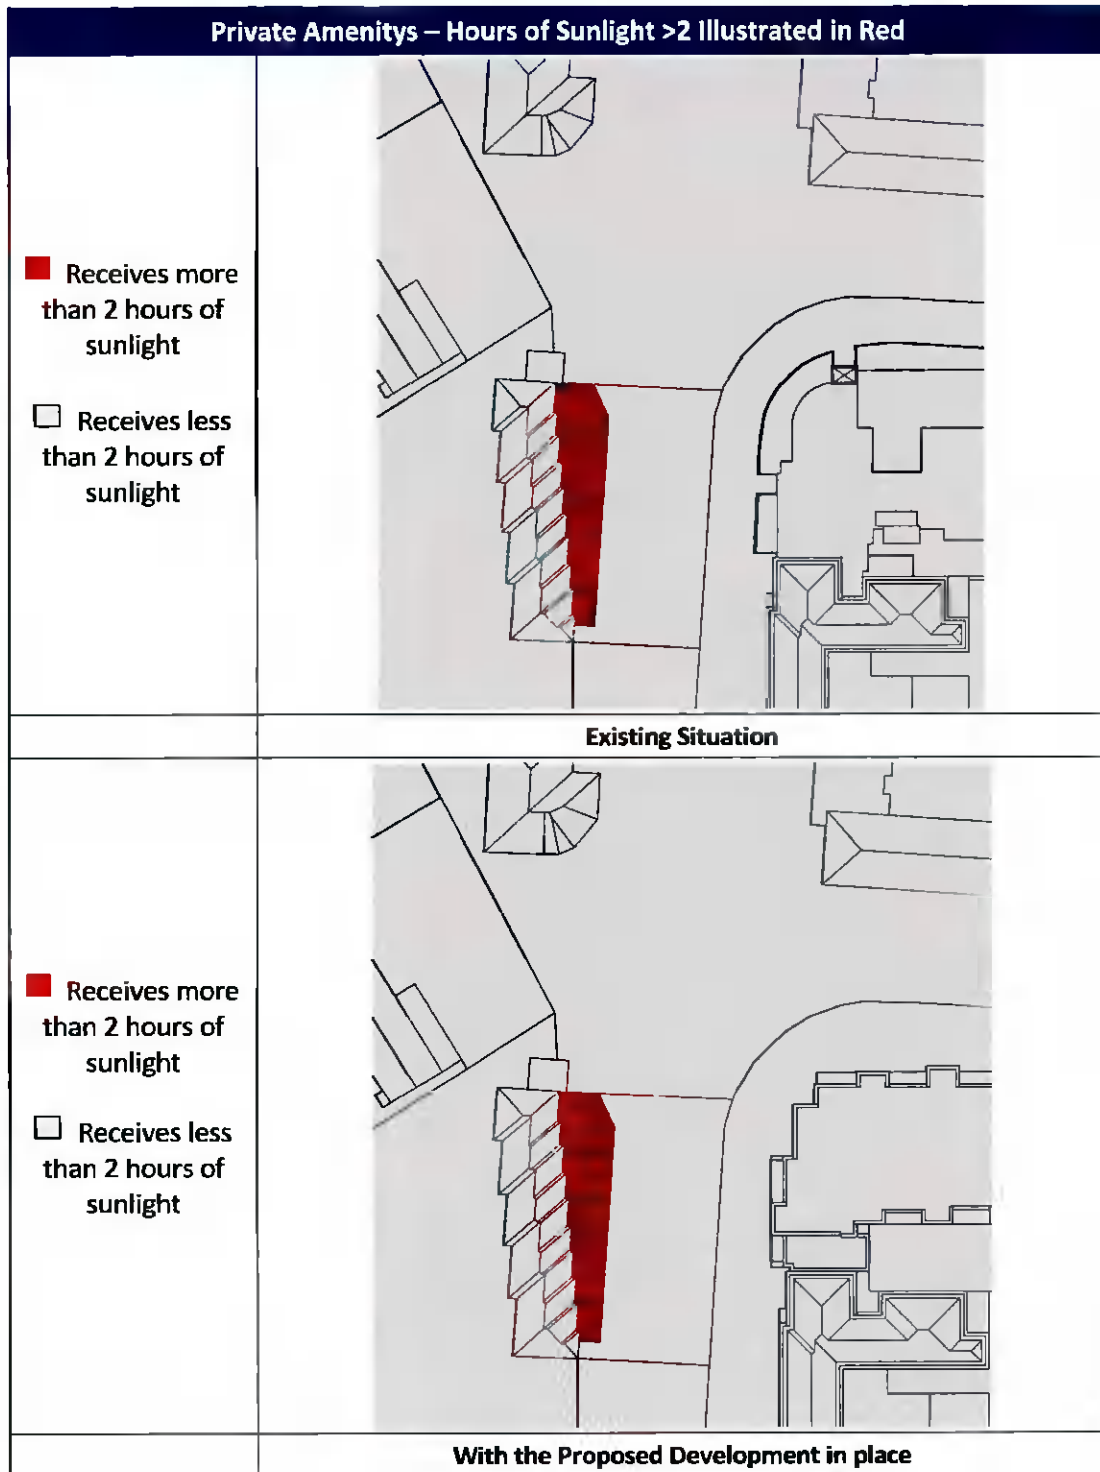 Private Amenitys – Hours of Sunlight >2 Illustrated in Red
Receives more
than 2 hours of
sunlight
Receives less
than 2 hours of
sunlight
Existing Situation
Receives more
than 2 hours of
sunlight
Receives less
than 2 hours of
sunlight
With the Proposed Development in place